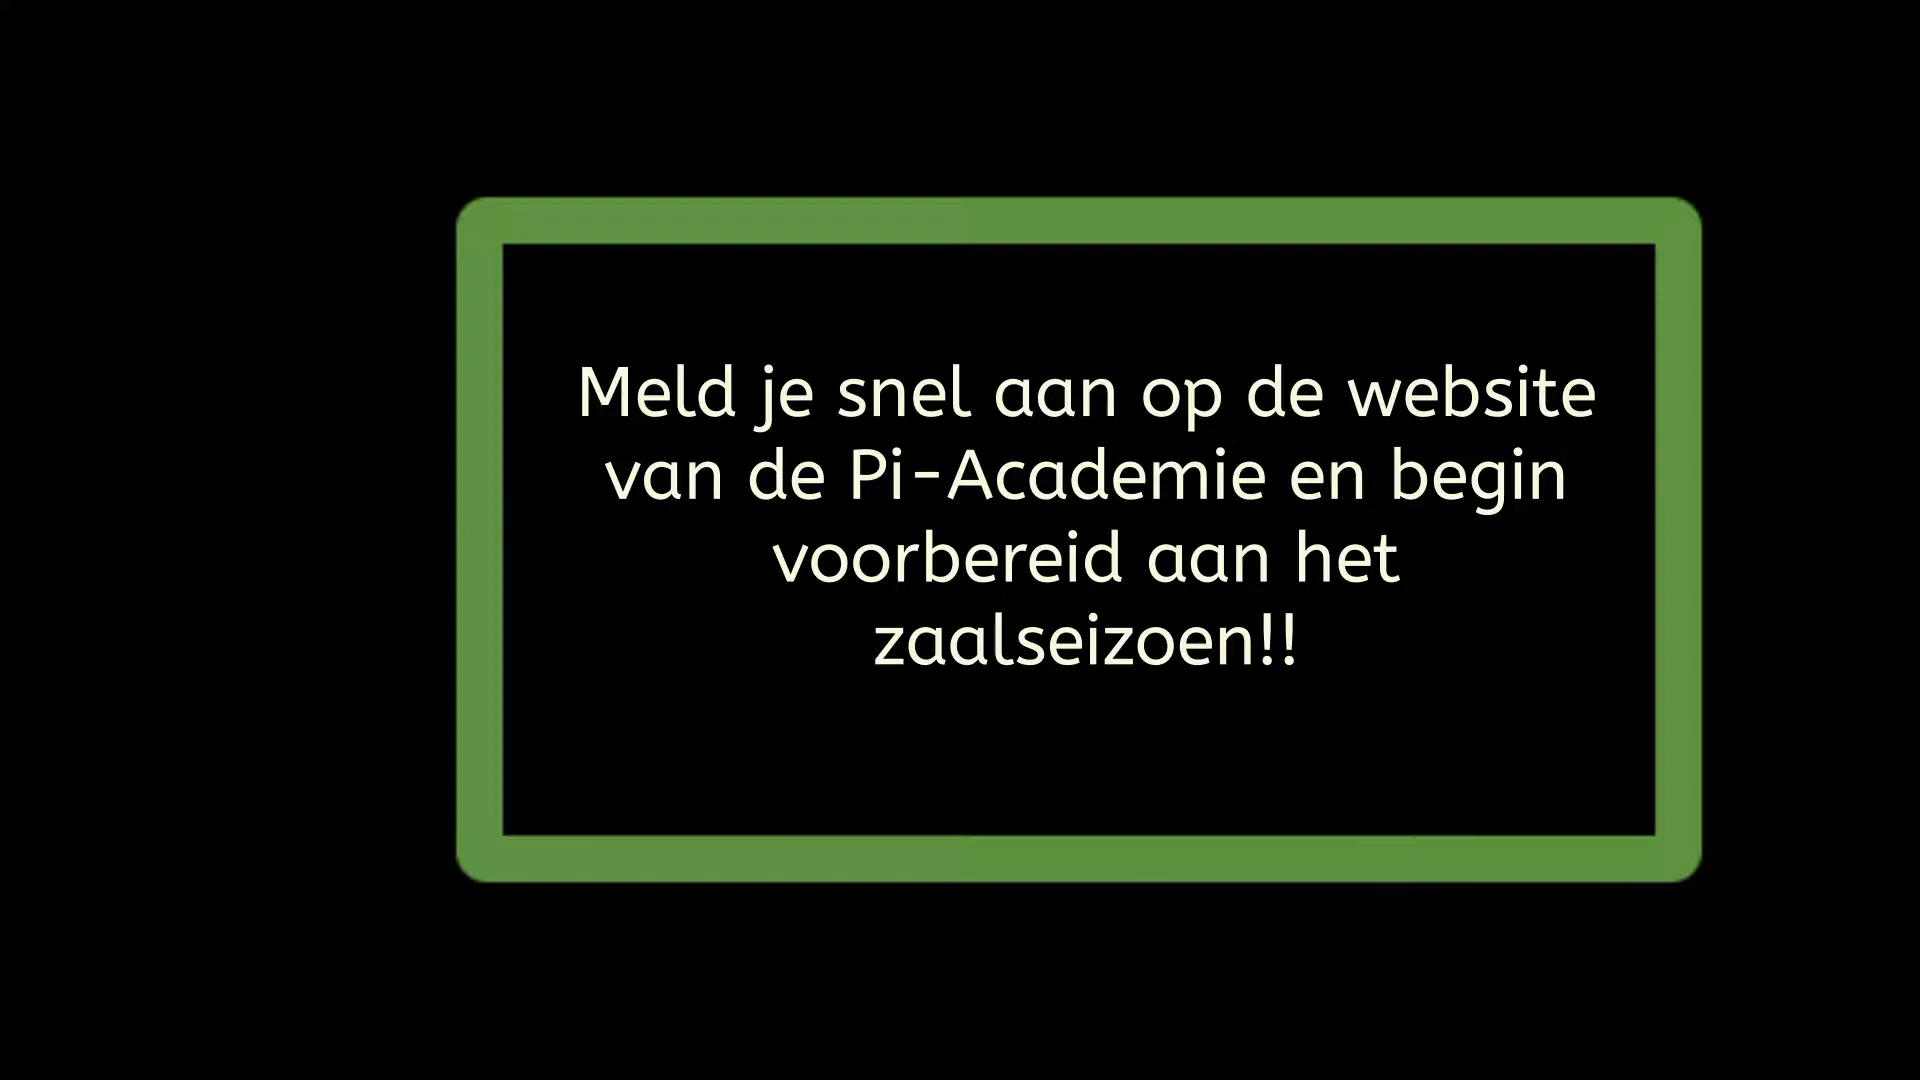 Meld je snel aan op de website
van de Pi-Academie en begin
voorbereid aan het
zaalseizoen!!